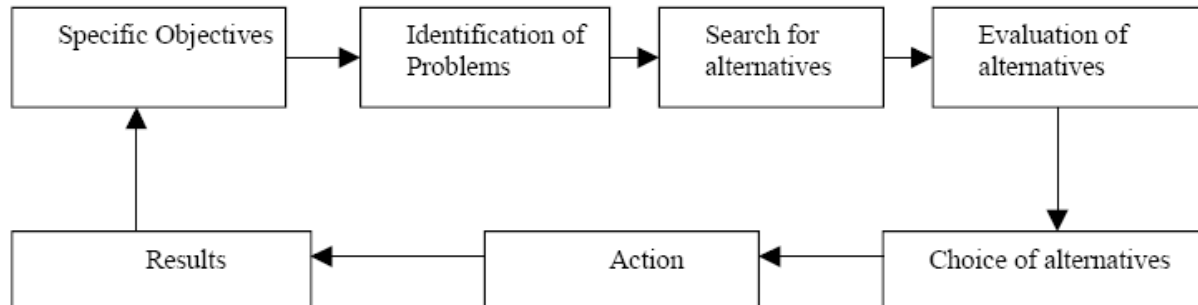 Specific Objectives
Identification of
Problems
Search for
alternatives
Evaluation of
alternatives
Results
Action
Choice of alternatives